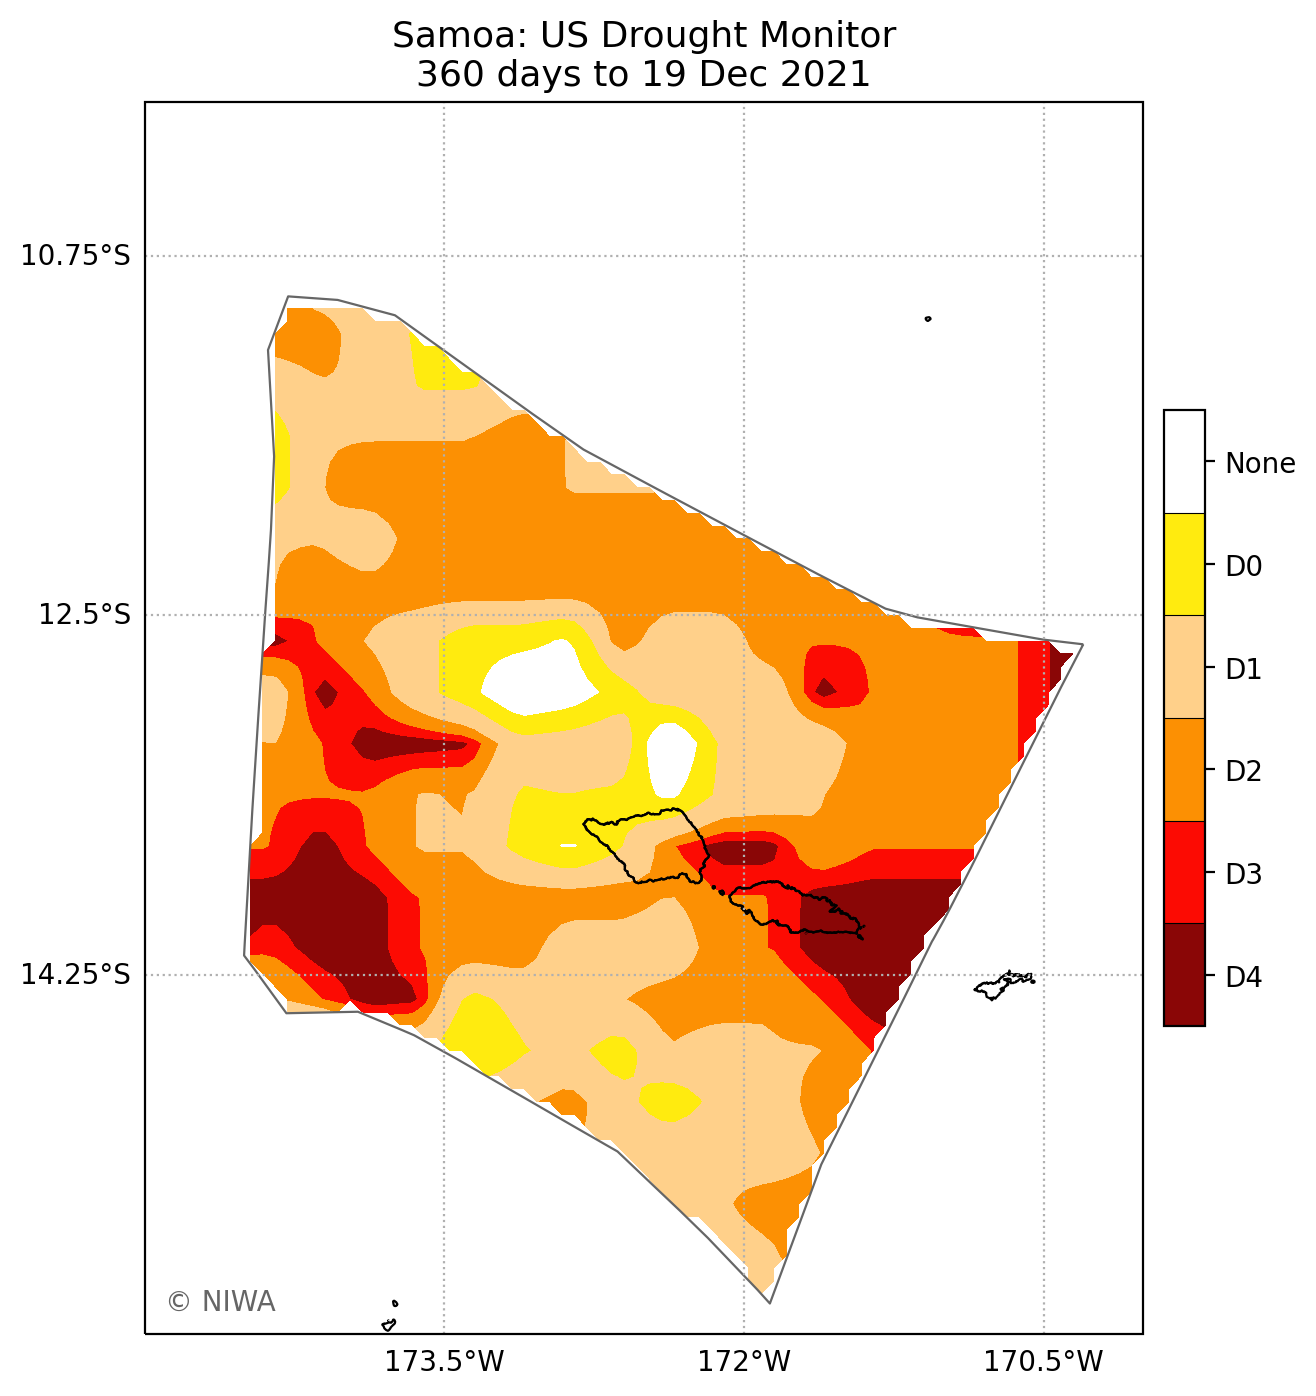 Samoa: US Drought Monitor
360 days to 19 Dec 2021
10.75°S
12.5°S
14.25°S
173.5°W
172°W
170.5°W
None
D0
D1
D2
D3
D4
© NIWA